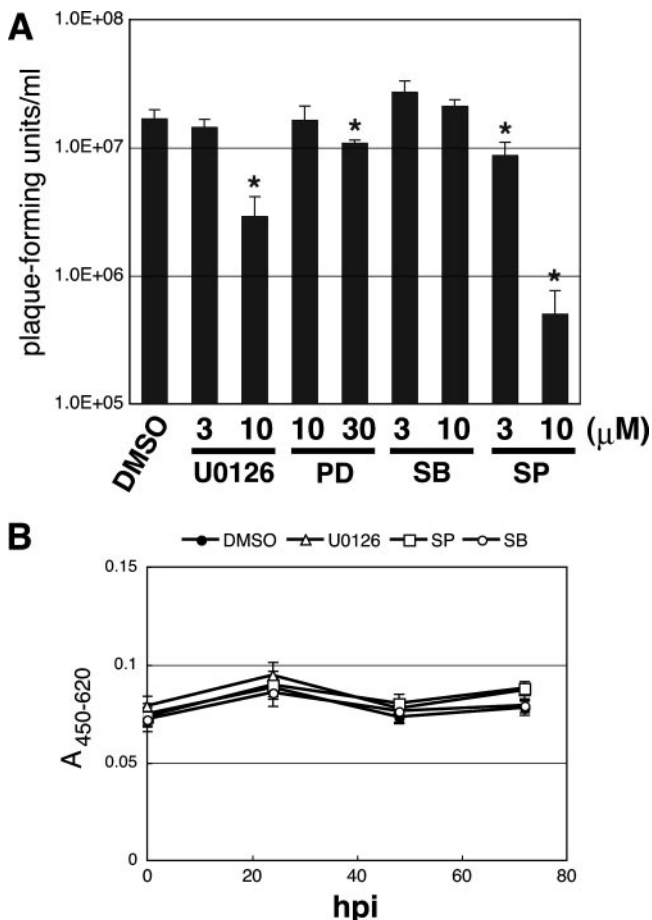 A
plaque-forming units/ml
1.0E+08
1.0E+07
1.0E+06
1.0E+05
* * * *
DMSO 3 10 10 30 3 10 3 10 (μM)
U0126 PD SB SP
B
DMSO U0126 SP SB
A450-620
0.15
0.1
0.05
0
0 20 40 60 80
hpi